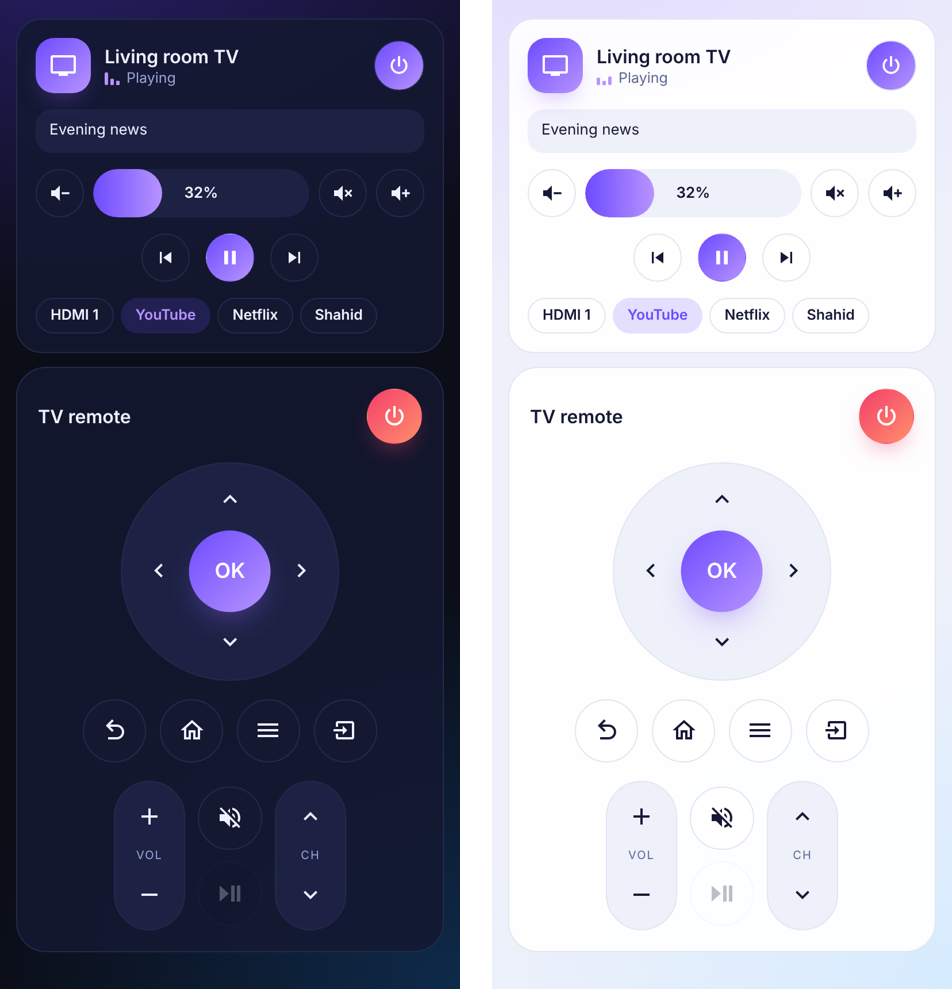 Living room TV
Playing
Evening news
32%
HDMI 1 YouTube Netflix Shahid
TV remote
OK
VOL CH
Living room TV
Playing
Evening news
32%
HDMI 1 YouTube Netflix Shahid
TV remote
OK
VOL CH